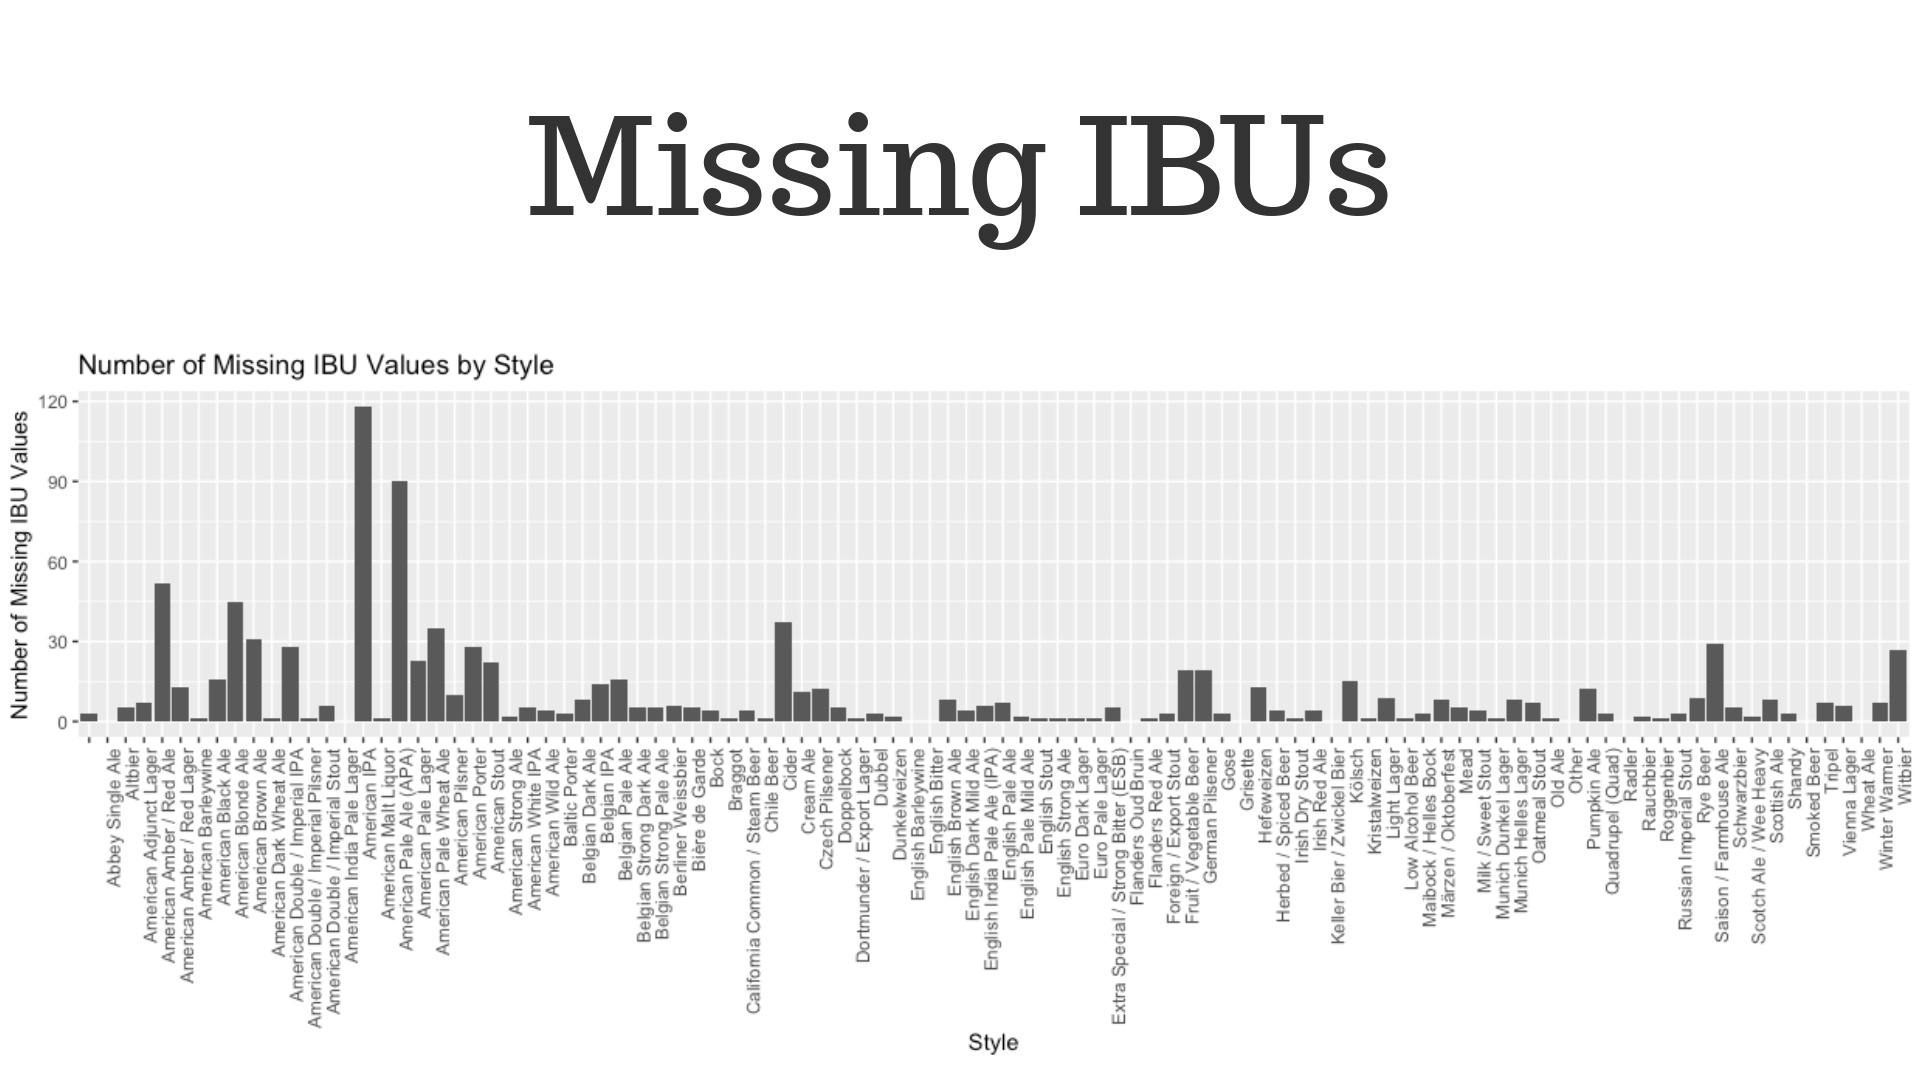 Missing IBUs
Number of Missing IBU Values by Style
Number of Missing IBU Values
120
90
60
30
0
Abbey Single Ale
Altbier
American Adjunct Lager
American Amber / Red Ale
American Amber / Red Lager
American Barleywine
American Black Ale
American Blonde Ale
American Brown Ale
American Dark Wheat Ale
American Double / Imperial IPA
American Double / Imperial Pilsner
American Double / Imperial Stout
American India Pale Lager
American IPA
American Malt Liquor
American Pale Ale (APA)
American Pale Lager
American Pale Wheat Ale
American Pilsner
American Porter
American Stout
American Strong Ale
American White IPA
American Wild Ale
Baltic Porter
Belgian Dark Ale
Belgian IPA
Belgian Pale Ale
Belgian Strong Dark Ale
Belgian Strong Pale Ale
Berliner Weissbier
Bière de Garde
Bock
Braggot
California Common / Steam Beer
Chile Beer
Cider
Cream Ale
Czech Pilsener
Doppelbock
Dortmunder / Export Lager
Dubbel
Dunkelweizen
English Barleywine
English Bitter
English Brown Ale
English Dark Mild Ale
English India Pale Ale (IPA)
English Pale Ale
English Pale Mild Ale
English Stout
English Strong Ale
Euro Dark Lager
Euro Pale Lager
Extra Special / Strong Bitter (ESB)
Flanders Oud Bruin
Flanders Red Ale
Foreign / Export Stout
Fruit / Vegetable Beer
German Pilsener
Gose
Grisette
Hefeweizen
Herbed / Spiced Beer
Irish Dry Stout
Irish Red Ale
Keller Bier / Zwickel Bier
Kölsch
Kristalweizen
Light Lager
Low Alcohol Beer
Maibock / Helles Bock
Märzen / Oktoberfest
Mead
Milk / Sweet Stout
Munich Dunkel Lager
Munich Helles Lager
Oatmeal Stout
Old Ale
Other
Pumpkin Ale
Quadrupel (Quad)
Radler
Rauchbier
Roggenbier
Russian Imperial Stout
Rye Beer
Saison / Farmhouse Ale
Schwarzbier
Scotch Ale / Wee Heavy
Scottish Ale
Shandy
Smoked Beer
Tripel
Vienna Lager
Wheat Ale
Winter Warmer
Witbier
Style